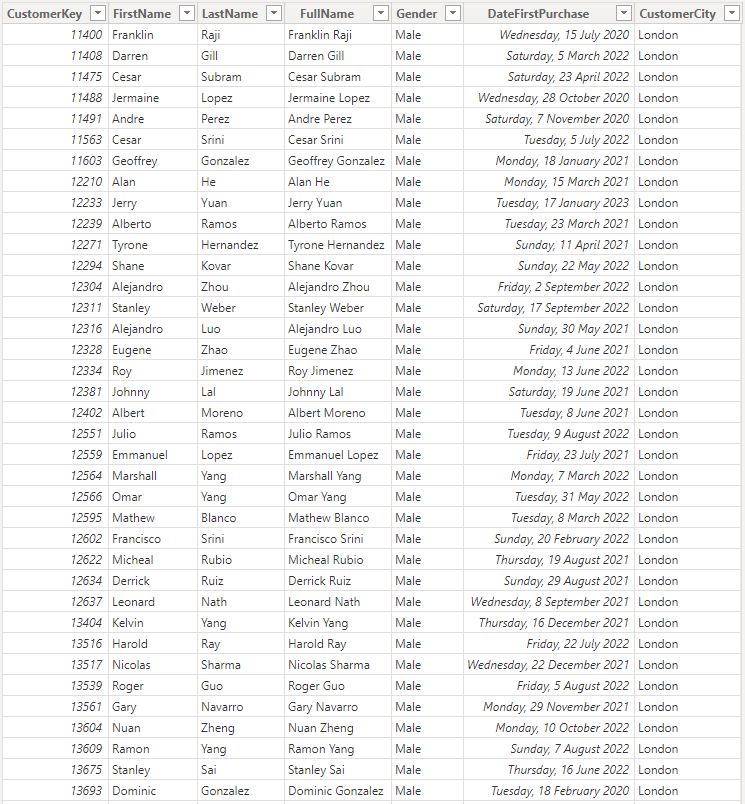 CustomerKey FirstName LastName FullName Gender DateFirstPurchase CustomerCity
11400 Franklin Raji Franklin Raji Male Wednesday, 15 July 2020 London
11408 Darren Gill Darren Gill Male Saturday, 5 March 2022 London
11475 Cesar Subram Cesar Subram Male Saturday, 23 April 2022 London
11488 Jermaine Lopez Jermaine Lopez Male Wednesday, 28 October 2020 London
11491 Andre Perez Andre Perez Male Saturday, 7 November 2020 London
11563 Cesar Srini Cesar Srini Male Tuesday, 5 July 2022 London
11603 Geoffrey Gonzalez Geoffrey Gonzalez Male Monday, 18 January 2021 London
12210 Alan He Alan He Male Monday, 15 March 2021 London
12233 Jerry Yuan Jerry Yuan Male Tuesday, 17 January 2023 London
12239 Alberto Ramos Alberto Ramos Male Tuesday, 23 March 2021 London
12271 Tyrone Hernandez Tyrone Hernandez Male Sunday, 11 April 2021 London
12294 Shane Kovar Shane Kovar Male Sunday, 22 May 2022 London
12304 Alejandro Zhou Alejandro Zhou Male Friday, 2 September 2022 London
12311 Stanley Weber Stanley Weber Male Saturday, 17 September 2022 London
12316 Alejandro Luo Alejandro Luo Male Sunday, 30 May 2021 London
12328 Eugene Zhao Eugene Zhao Male Friday, 4 June 2021 London
12334 Roy Jimenez Roy Jimenez Male Monday, 13 June 2022 London
12381 Johnny Lal Johnny Lal Male Saturday, 19 June 2021 London
12402 Albert Moreno Albert Moreno Male Tuesday, 8 June 2021 London
12551 Julio Ramos Julio Ramos Male Tuesday, 9 August 2022 London
12559 Emmanuel Lopez Emmanuel Lopez Male Friday, 23 July 2021 London
12564 Marshall Yang Marshall Yang Male Monday, 7 March 2022 London
12566 Omar Yang Omar Yang Male Tuesday, 31 May 2022 London
12595 Mathew Blanco Mathew Blanco Male Tuesday, 8 March 2022 London
12602 Francisco Srini Francisco Srini Male Sunday, 20 February 2022 London
12622 Micheal Rubio Micheal Rubio Male Thursday, 19 August 2021 London
12634 Derrick Ruiz Derrick Ruiz Male Sunday, 29 August 2021 London
12637 Leonard Nath Leonard Nath Male Wednesday, 8 September 2021 London
13404 Kelvin Yang Kelvin Yang Male Thursday, 16 December 2021 London
13516 Harold Ray Harold Ray Male Friday, 22 July 2022 London
13517 Nicolas Sharma Nicolas Sharma Male Wednesday, 22 December 2021 London
13539 Roger Guo Roger Guo Male Friday, 5 August 2022 London
13561 Gary Navarro Gary Navarro Male Monday, 29 November 2021 London
13604 Nuan Zheng Nuan Zheng Male Monday, 10 October 2022 London
13609 Ramon Yang Ramon Yang Male Sunday, 7 August 2022 London
13675 Stanley Sai Stanley Sai Male Thursday, 16 June 2022 London
13693 Dominic Gonzalez Dominic Gonzalez Male Tuesday, 18 February 2020 London